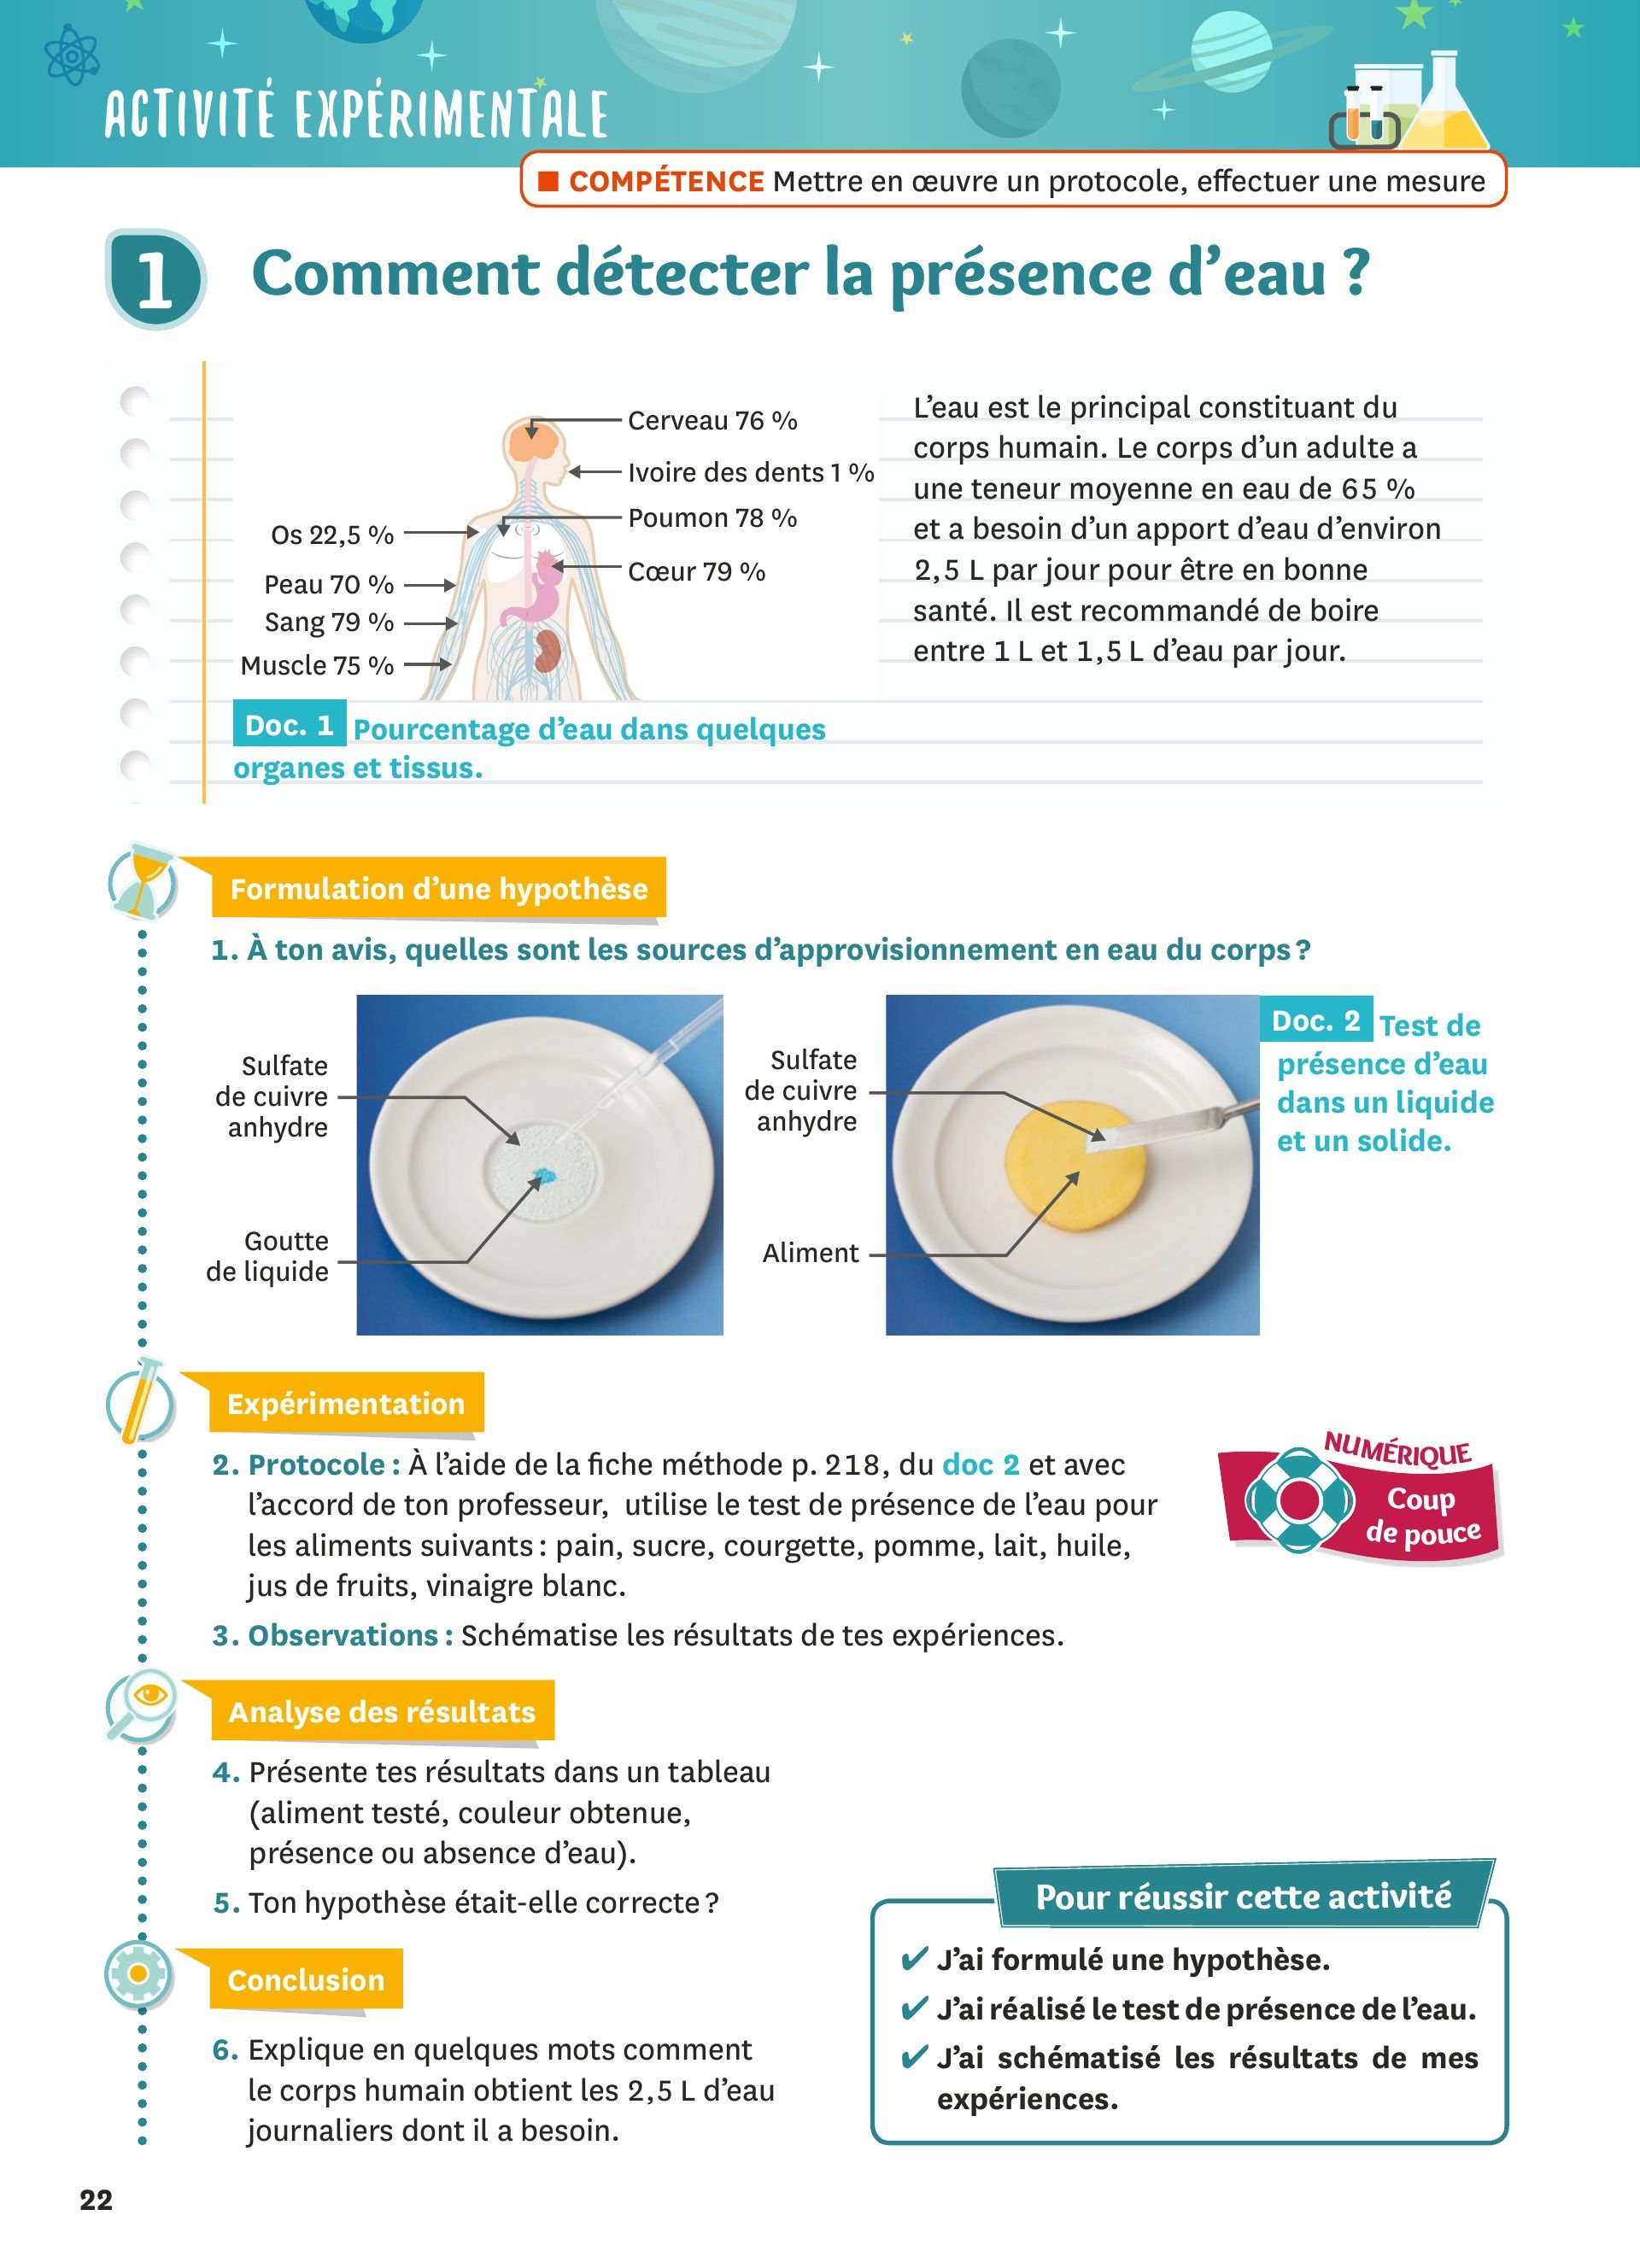 ACTIVITÉ EXPÉRIMENTALE
■ COMPÉTENCE Mettre en œuvre un protocole, effectuer une mesure
1 Comment détecter la présence d’eau ?
Cerveau 76 %
Ivoire des dents 1 %
Poumon 78 %
Cœur 79 %
Os 22,5 %
Peau 70 %
Sang 79 %
Muscle 75 %
Doc. 1 Pourcentage d’eau dans quelques
organes et tissus.
L’eau est le principal constituant du
corps humain. Le corps d’un adulte a
une teneur moyenne en eau de 65 %
et a besoin d’un apport d’eau d’environ
2,5 L par jour pour être en bonne
santé. Il est recommandé de boire
entre 1 L et 1,5 L d’eau par jour.
Formulation d’une hypothèse
1. À ton avis, quelles sont les sources d’approvisionnement en eau du corps ?
Sulfate
de cuivre
anhydre
Goutte
de liquide
Sulfate
de cuivre
anhydre
Aliment
Doc. 2 Test de
présence d’eau
dans un liquide
et un solide.
Expérimentation
2. Protocole : À l’aide de la fiche méthode p. 218, du doc 2 et avec
l’accord de ton professeur, utilise le test de présence de l’eau pour
les aliments suivants : pain, sucre, courgette, pomme, lait, huile,
jus de fruits, vinaigre blanc.
NUMÉRIQUE
Coup
de pouce
3. Observations : Schématise les résultats de tes expériences.
Analyse des résultats
4. Présente tes résultats dans un tableau
(aliment testé, couleur obtenue,
présence ou absence d’eau).
5. Ton hypothèse était-elle correcte ?
Conclusion
6. Explique en quelques mots comment
le corps humain obtient les 2,5 L d’eau
journaliers dont il a besoin.
Pour réussir cette activité
✔ J’ai formulé une hypothèse.
✔ J’ai réalisé le test de présence de l’eau.
✔ J’ai schématisé les résultats de mes
expériences.
22